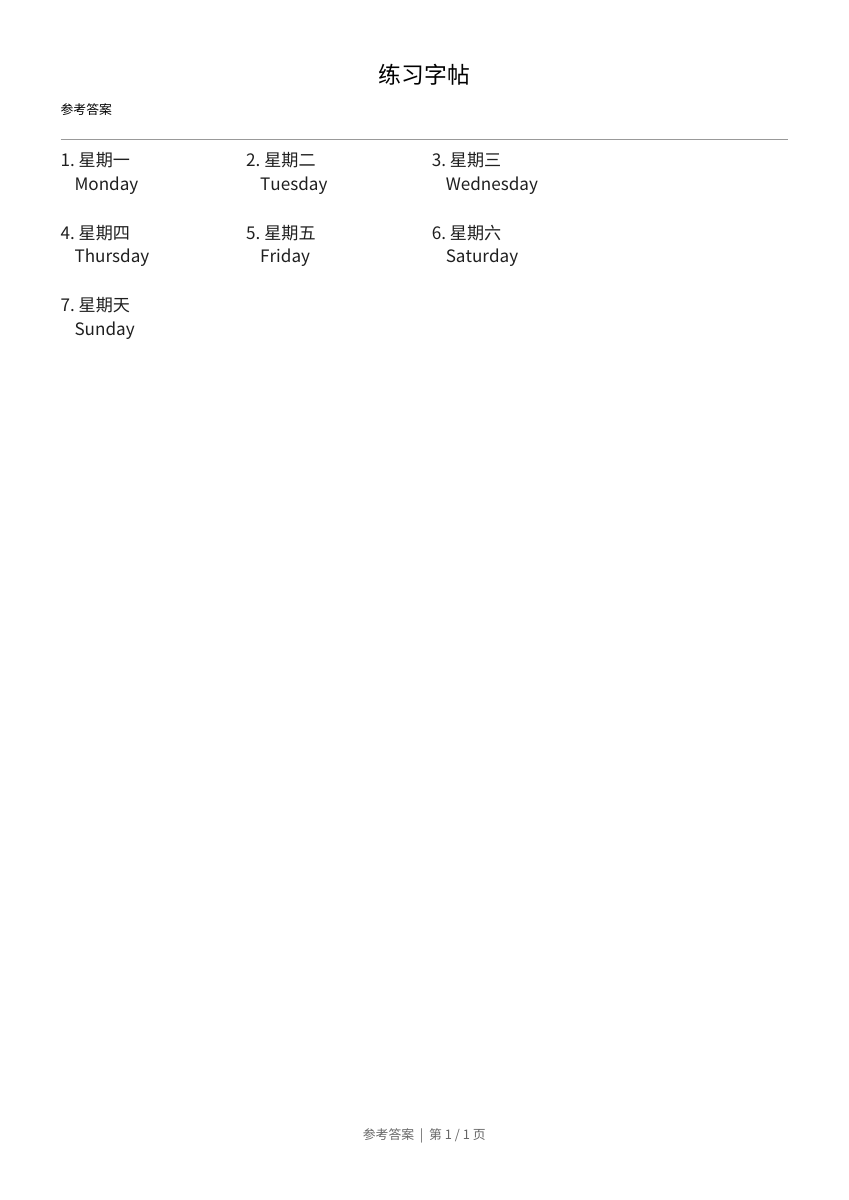 练习字帖
参考答案
1. 星期一 2. 星期二 3. 星期三
Monday Tuesday Wednesday
4. 星期四 5. 星期五 6. 星期六
Thursday Friday Saturday
7. 星期天
Sunday
参考答案 | 第 1 / 1 页